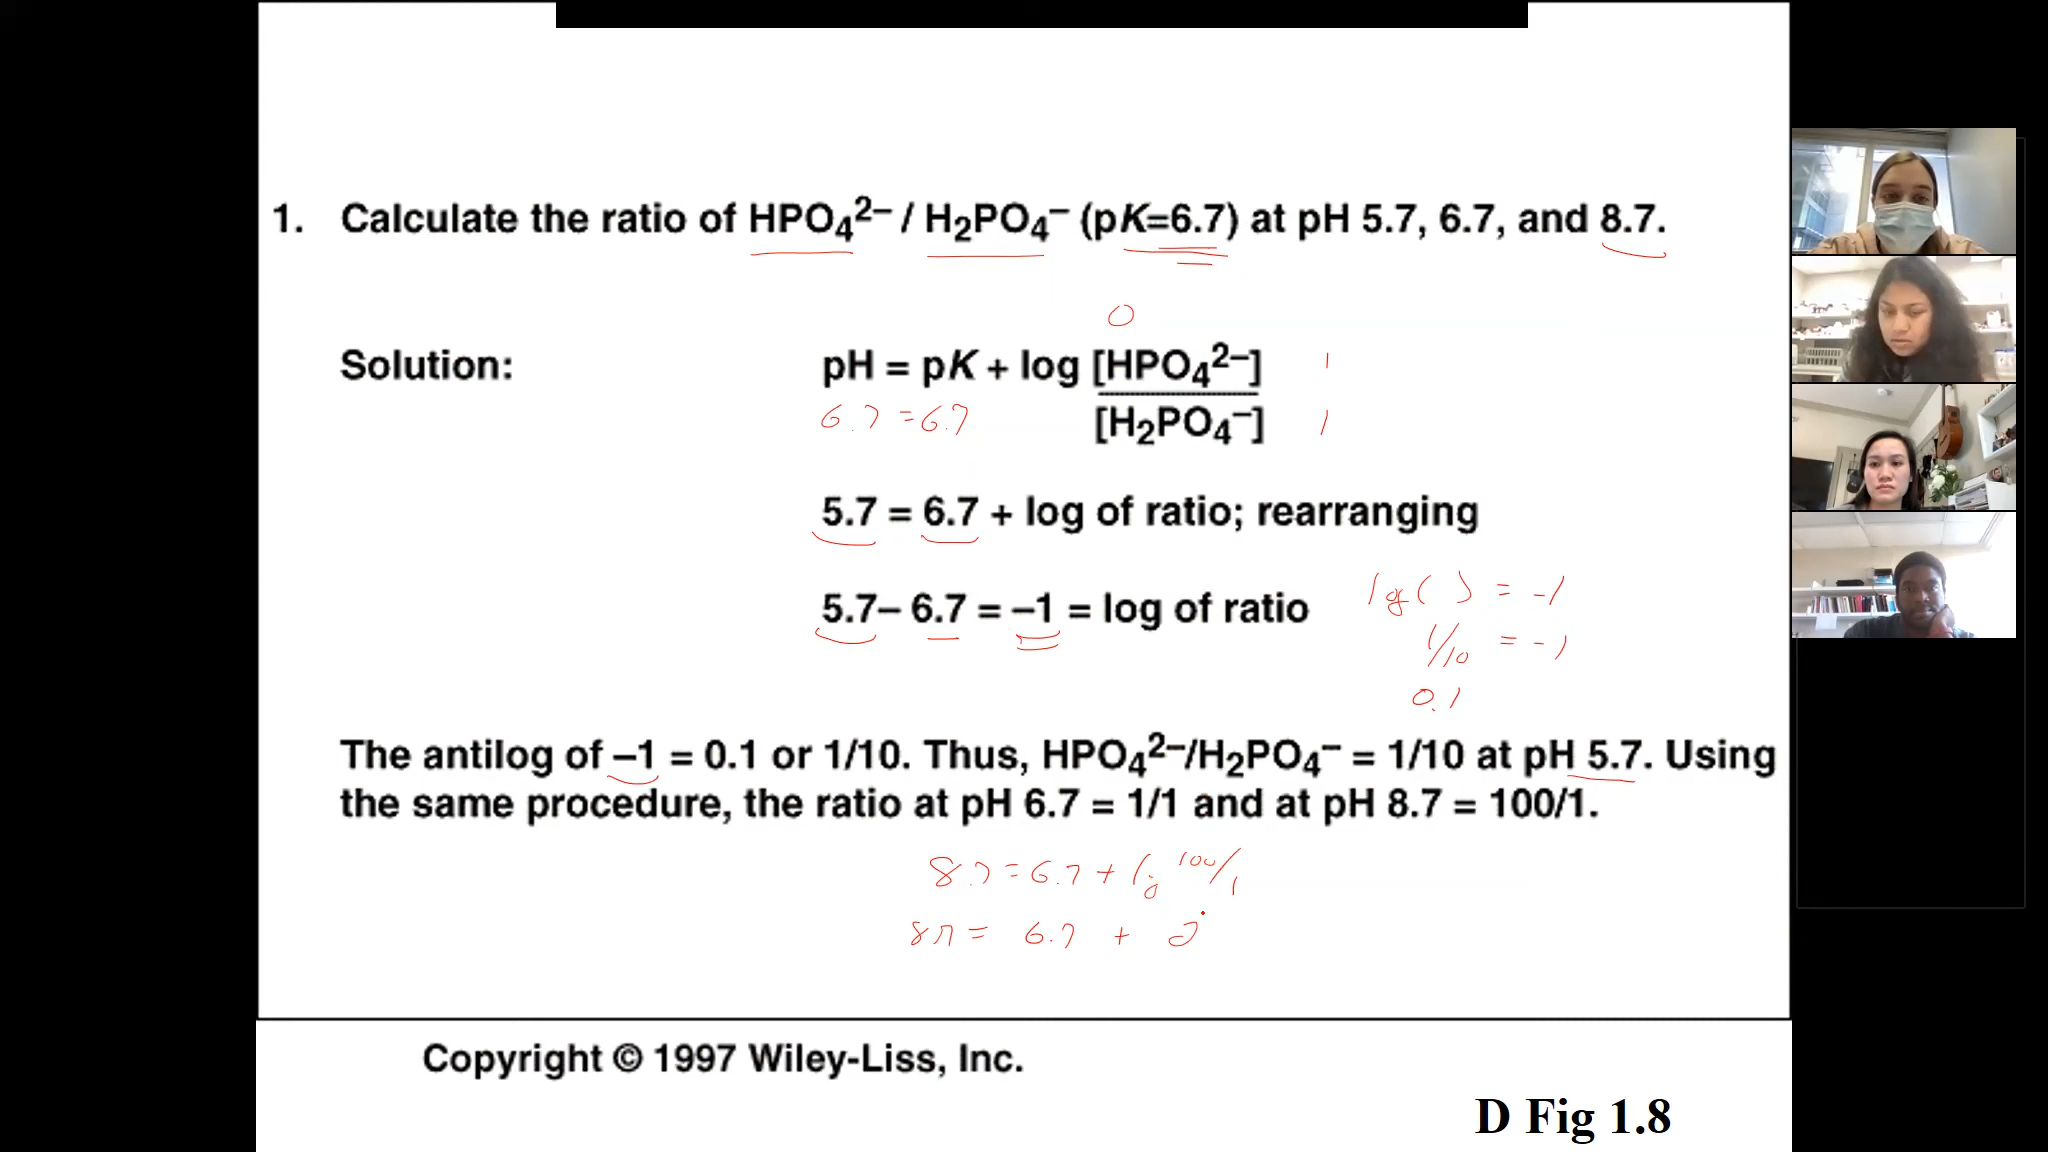 1. Calculate the ratio of HPO₄²⁻ / H₂PO₄⁻ (pK=6.7) at pH 5.7, 6.7, and 8.7.
0
Solution: pH = pK + log [HPO₄²⁻] 1
6.7 = 6.7 [H₂PO₄⁻] 1
5.7 = 6.7 + log of ratio; rearranging
log( ) = -1
5.7– 6.7 = –1 = log of ratio
1/10 = -1
0.1
The antilog of –1 = 0.1 or 1/10. Thus, HPO₄²⁻/H₂PO₄⁻ = 1/10 at pH 5.7. Using
the same procedure, the ratio at pH 6.7 = 1/1 and at pH 8.7 = 100/1.
8.7 = 6.7 + log 100/1
8.7 = 6.7 + 2
Copyright © 1997 Wiley-Liss, Inc.
D Fig 1.8